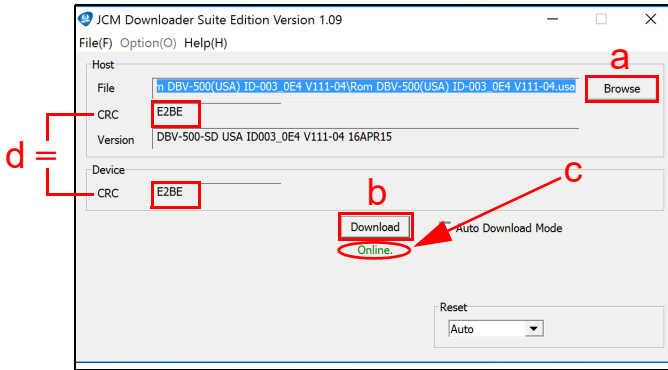 JCM Downloader Suite Edition Version 1.09
File(F) Option(O) Help(H)
a
Host
File m DBV-500(USA) ID-003_0E4 V111-04\Rom DBV-500(USA) ID-003_0E4 V111-04.usa Browse
CRC E2BE
Version DBV-500-SD USA ID003_0E4 V111-04 16APR15
d =
Device
CRC E2BE
b
c
Download Auto Download Mode
Online.
Reset
Auto